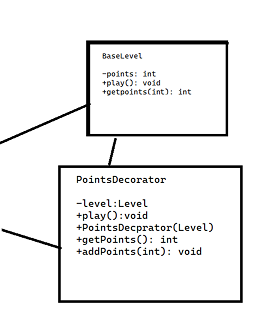 BaseLevel
-points: int
+play(): void
+getpoints(int): int
PointsDecorator
-level:Level
+play():void
+PointsDecprator(Level)
+getPoints(): int
+addPoints(int): void